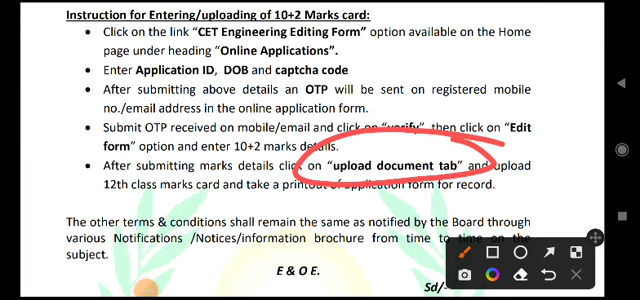 Instruction for Entering/uploading of 10+2 Marks card:
• Click on the link “CET Engineering Editing Form” option available on the Home
page under heading “Online Applications”.
• Enter Application ID, DOB and captcha code
• After submitting above details an OTP will be sent on registered mobile
no./email address in the online application form.
• Submit OTP received on mobile/email and click on “verify”, then click on “Edit
form” option and enter 10+2 marks details.
• After submitting marks details click on “upload document tab” and upload
12th class marks card and take a printout of application form for record.
The other terms & conditions shall remain the same as notified by the Board through
various Notifications /Notices/information brochure from time to time on the
subject.
E & O E.
Sd/-